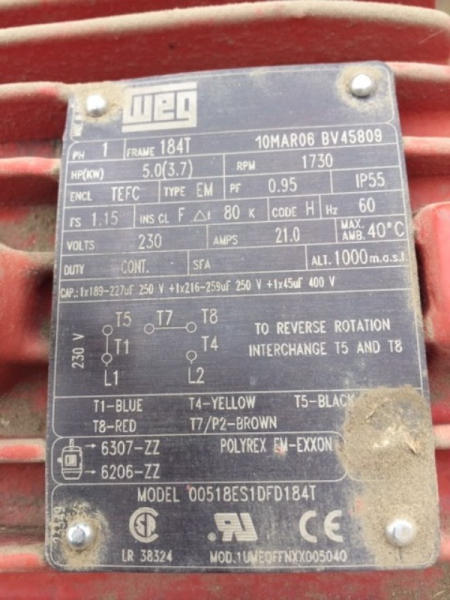 WEG
PH 1 FRAME 184T 10MAR06 BV45809
HP(KW) 5.0(3.7) RPM 1730
ENCL TEFC TYPE EM PF 0.95 IP55
FS 1.15 INS CL F △t 80 K CODE H Hz 60
VOLTS 230 AMPS 21.0 MAX. AMB. 40°C
DUTY CONT. SFA ALT. 1000m.a.s.l
CAP.:1x189-227uF 250 V +1x216-259uF 250 V +1x45uF 400 V
230 V
T5 T7 T8
T1 T4
L1 L2
TO REVERSE ROTATION
INTERCHANGE T5 AND T8
T1-BLUE T4-YELLOW T5-BLACK
T8-RED T7/P2-BROWN
6307-ZZ POLYREX EM-EXXON
6206-ZZ
MODEL 00518ES1DFD184T
LR 38324 MOD.1UMEOFFNXX005040